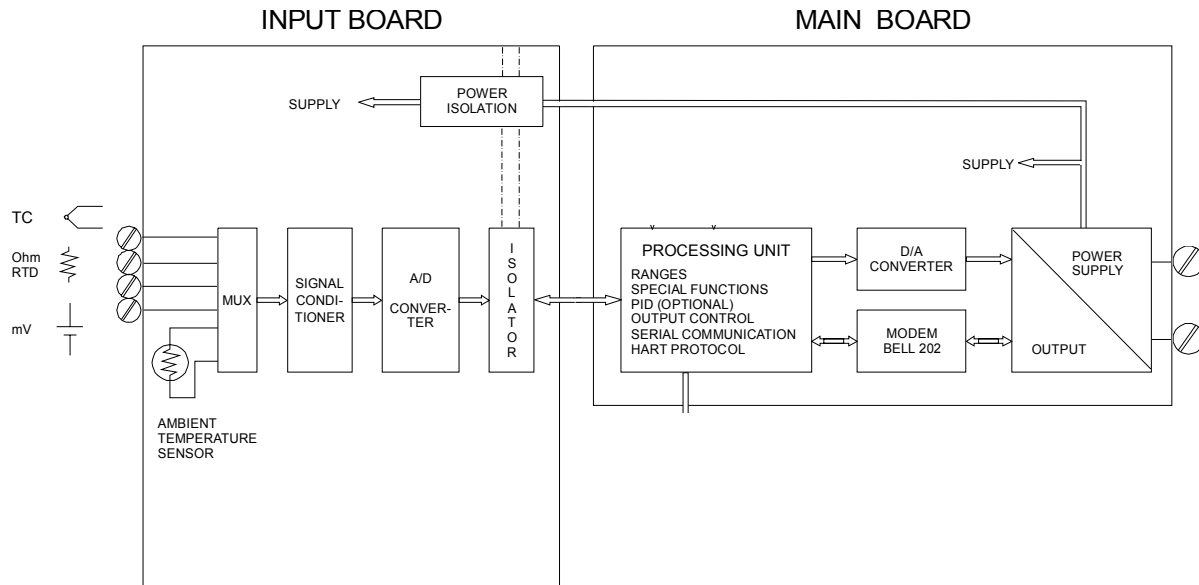 INPUT BOARD
MAIN BOARD
POWER
ISOLATION
SUPPLY
SUPPLY
TC
Ohm
RTD
mV
MUX
SIGNAL
CONDI-
TIONER
A/D
CONVER-
TER
I
S
O
L
A
T
O
R
AMBIENT
TEMPERATURE
SENSOR
PROCESSING UNIT
RANGES
SPECIAL FUNCTIONS
PID (OPTIONAL)
OUTPUT CONTROL
SERIAL COMMUNICATION
HART PROTOCOL
D/A
CONVERTER
MODEM
BELL 202
POWER
SUPPLY
OUTPUT